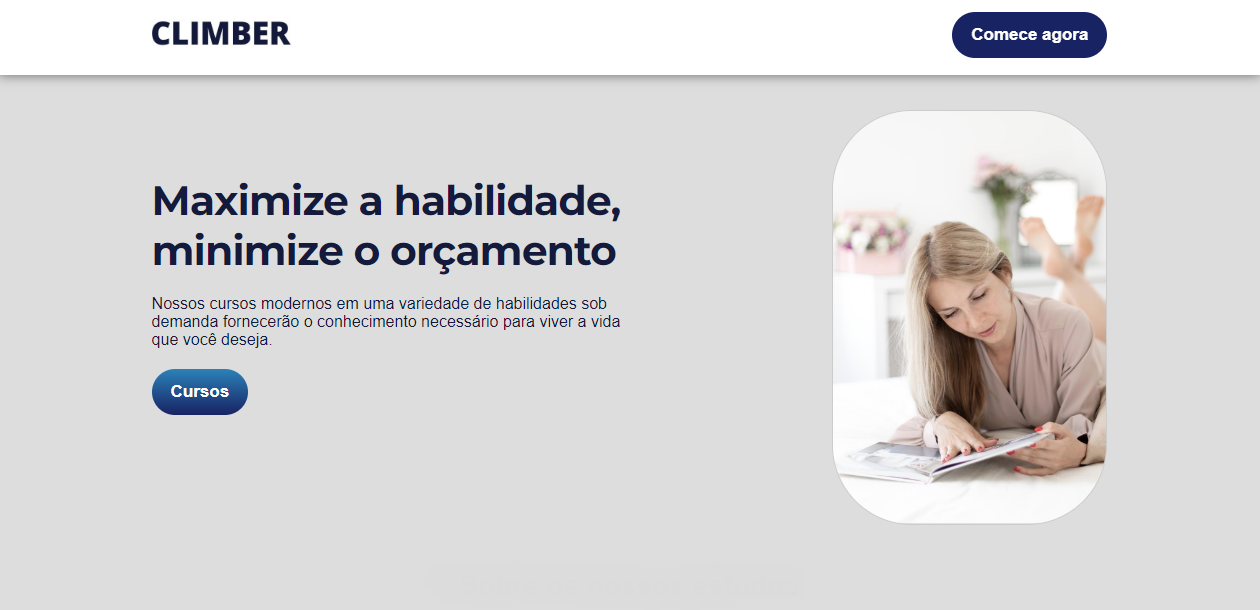 CLIMBER
Comece agora
Maximize a habilidade,
minimize o orçamento
Nossos cursos modernos em uma variedade de habilidades sob
demanda fornecerão o conhecimento necessário para viver a vida
que você deseja.
Cursos